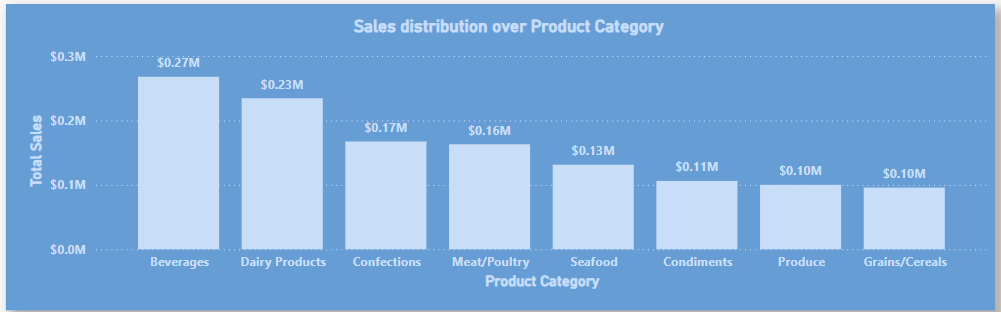 Sales distribution over Product Category
$0.3M
$0.2M
$0.1M
$0.0M
Total Sales
$0.27M
$0.23M
$0.17M
$0.16M
$0.13M
$0.11M
$0.10M
$0.10M
Beverages
Dairy Products
Confections
Meat/Poultry
Seafood
Condiments
Produce
Grains/Cereals
Product Category